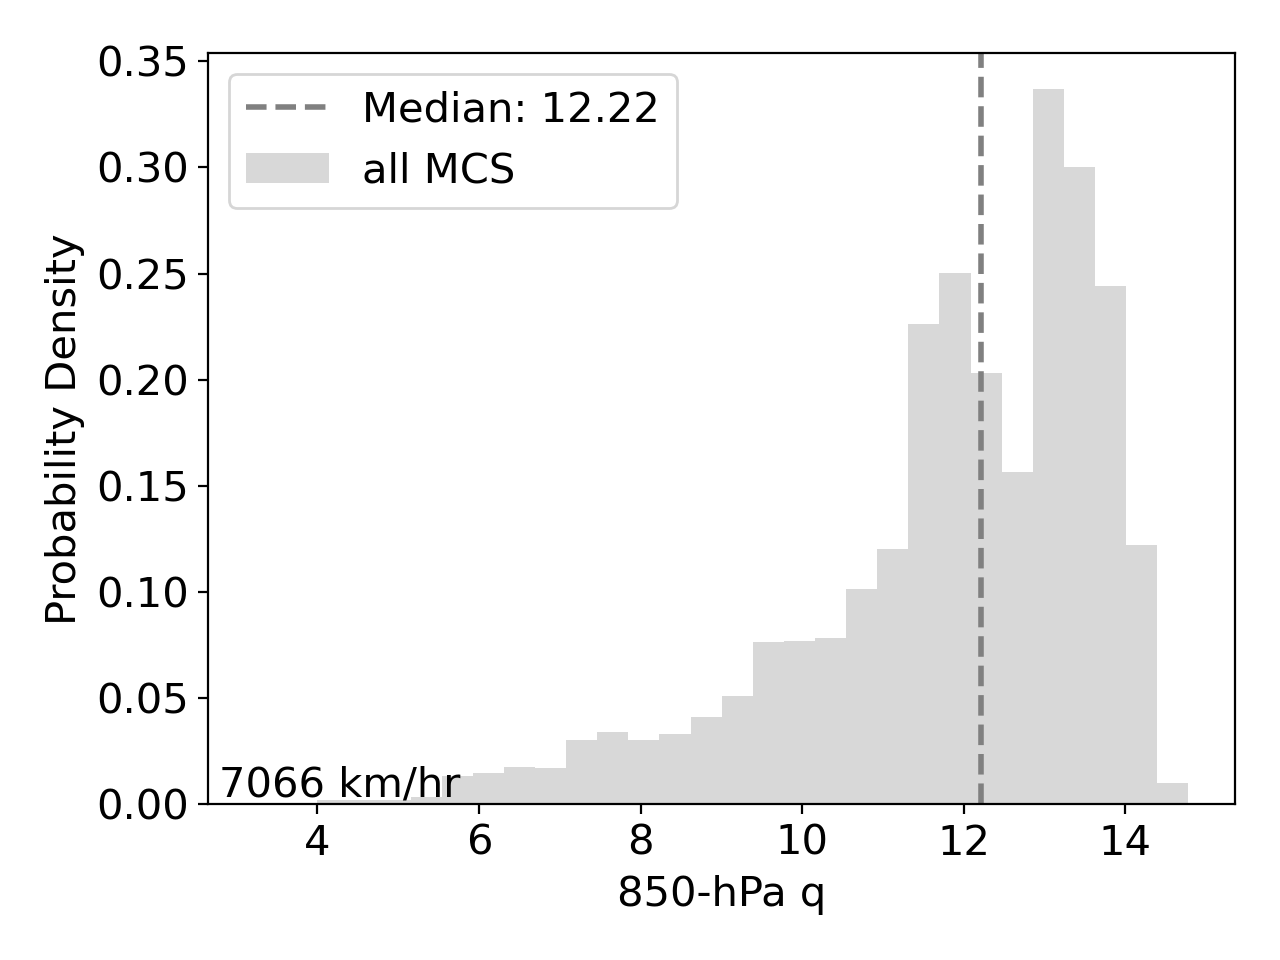 0.35
0.30
0.25
0.20
0.15
0.10
0.05
0.00
Probability Density
Median: 12.22
all MCS
7066 km/hr
4 6 8 10 12 14
850-hPa q